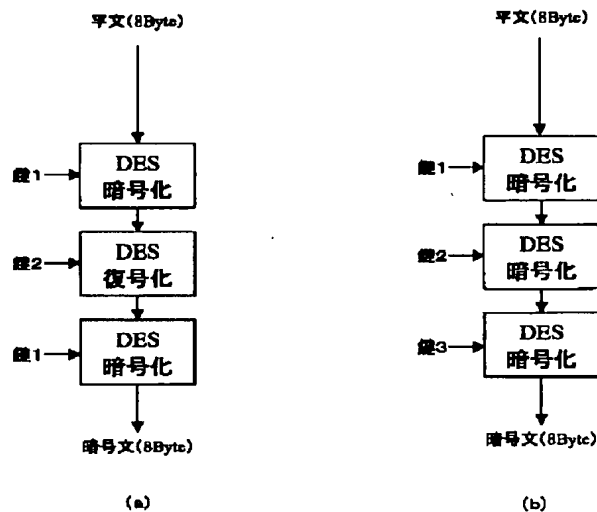 平文(8Byte)
鍵1
DES
暗号化
鍵2
DES
復号化
鍵1
DES
暗号化
暗号文(8Byte)
(a)
平文(8Byte)
鍵1
DES
暗号化
鍵2
DES
暗号化
鍵3
DES
暗号化
暗号文(8Byte)
(b)